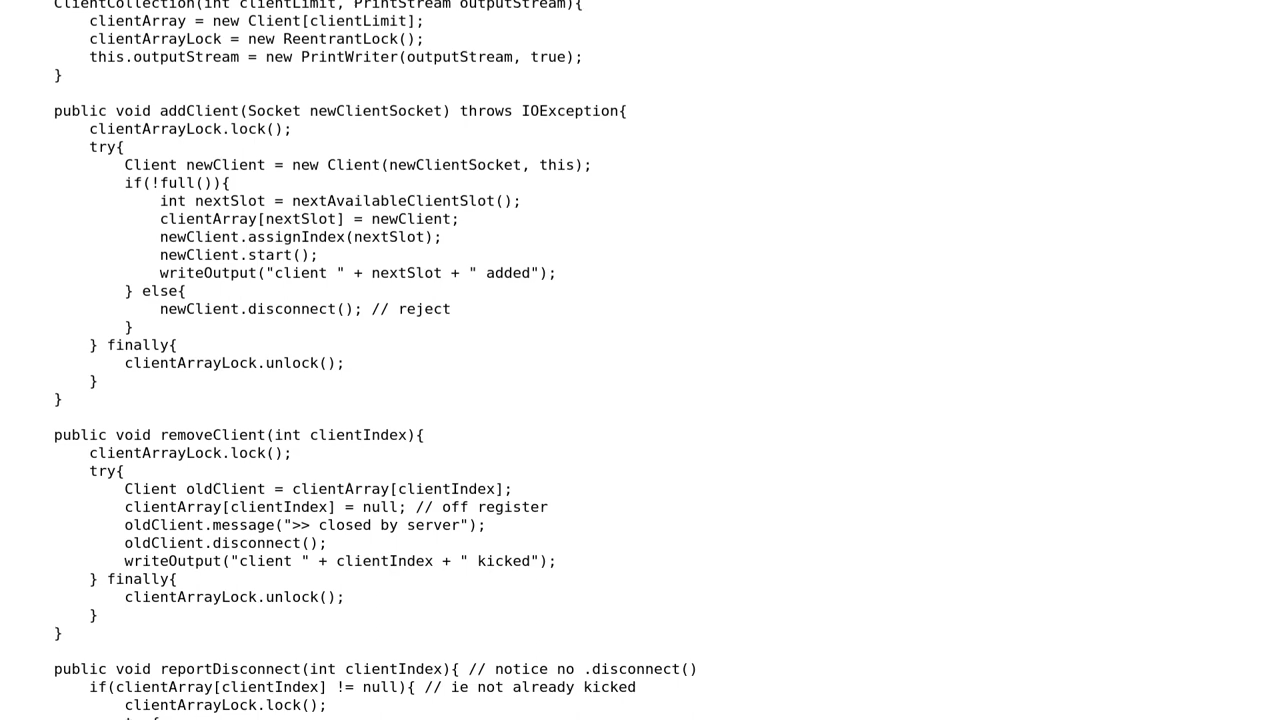 ClientCollection(int clientLimit, PrintStream outputStream){
clientArray = new Client[clientLimit];
clientArrayLock = new ReentrantLock();
this.outputStream = new PrintWriter(outputStream, true);
}
public void addClient(Socket newClientSocket) throws IOException{
clientArrayLock.lock();
try{
Client newClient = new Client(newClientSocket, this);
if(!full()){
int nextSlot = nextAvailableClientSlot();
clientArray[nextSlot] = newClient;
newClient.assignIndex(nextSlot);
newClient.start();
writeOutput("client " + nextSlot + " added");
} else{
newClient.disconnect(); // reject
}
} finally{
clientArrayLock.unlock();
}
}
public void removeClient(int clientIndex){
clientArrayLock.lock();
try{
Client oldClient = clientArray[clientIndex];
clientArray[clientIndex] = null; // off register
oldClient.message(">> closed by server");
oldClient.disconnect();
writeOutput("client " + clientIndex + " kicked");
} finally{
clientArrayLock.unlock();
}
}
public void reportDisconnect(int clientIndex){ // notice no .disconnect()
if(clientArray[clientIndex] != null){ // ie not already kicked
clientArrayLock.lock();